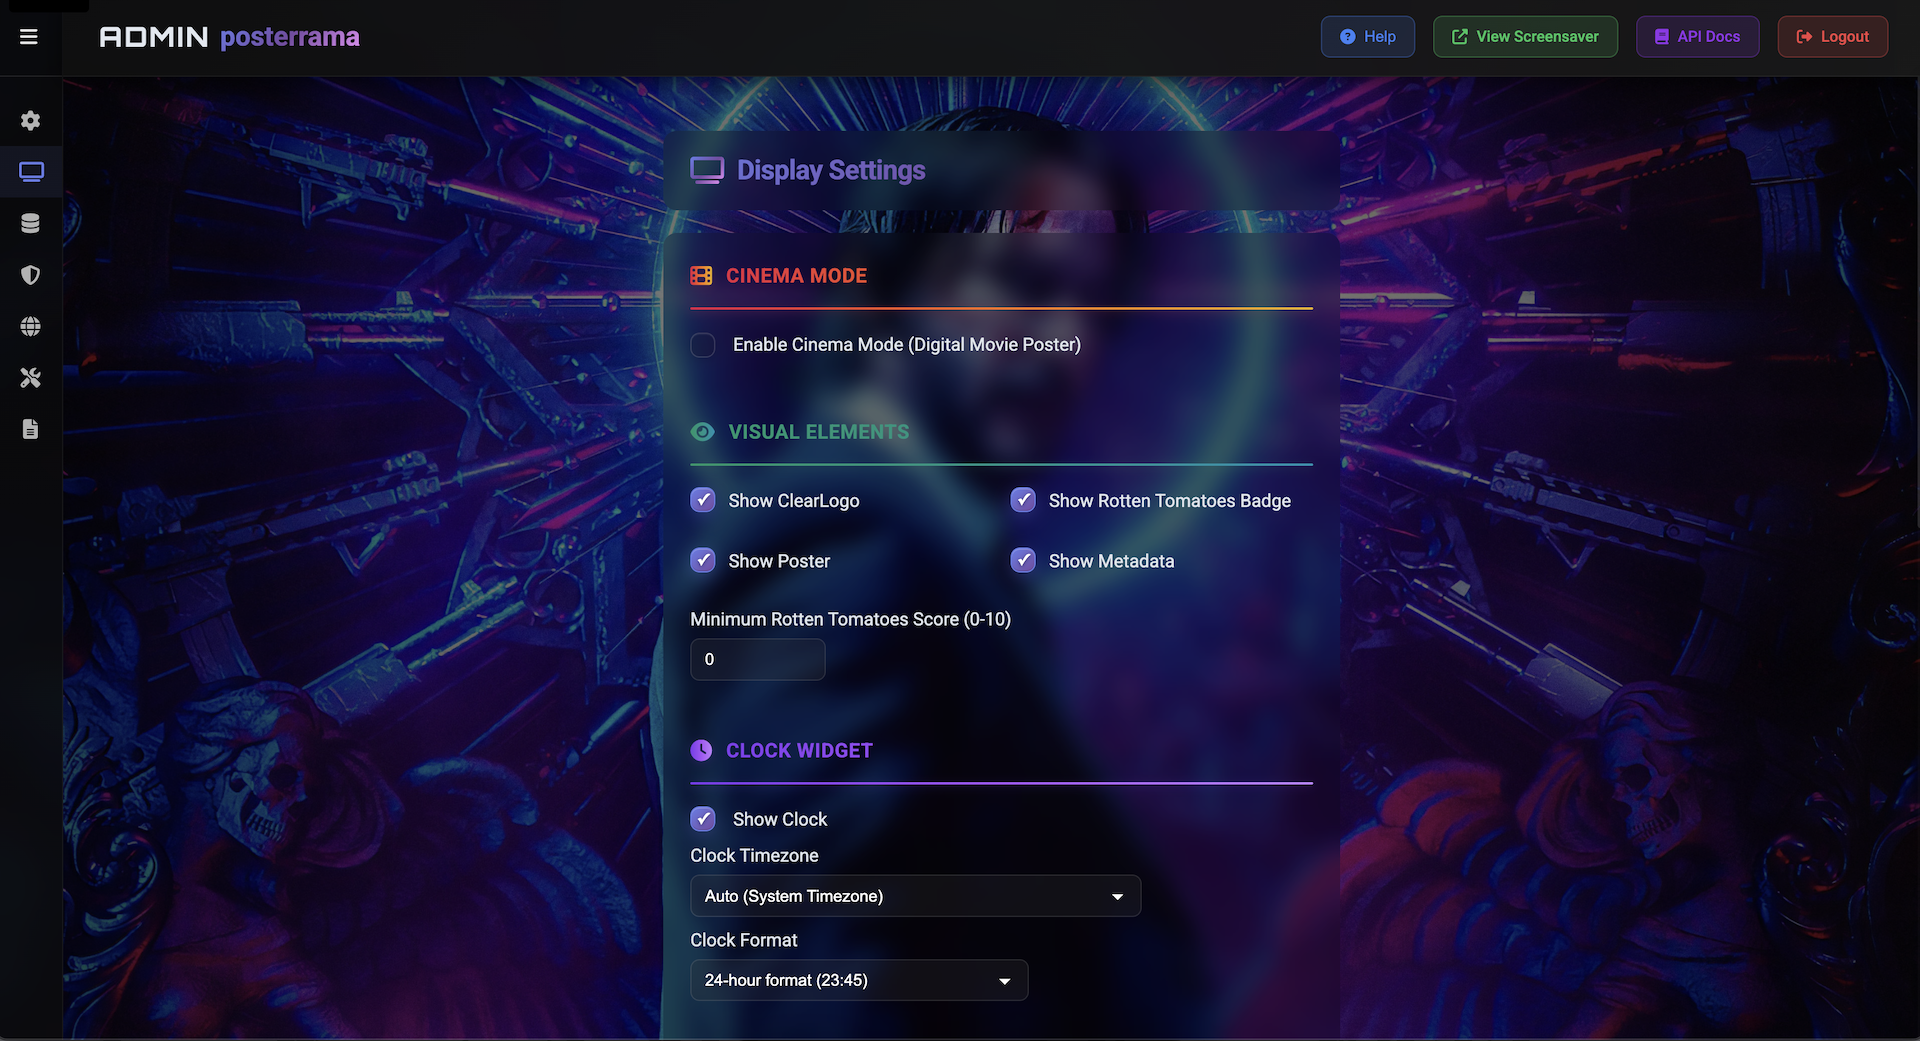 ADMIN posterrama
Help
View Screensaver
API Docs
Logout
Display Settings
CINEMA MODE
Enable Cinema Mode (Digital Movie Poster)
VISUAL ELEMENTS
Show ClearLogo
Show Rotten Tomatoes Badge
Show Poster
Show Metadata
Minimum Rotten Tomatoes Score (0-10)
0
CLOCK WIDGET
Show Clock
Clock Timezone
Auto (System Timezone)
Clock Format
24-hour format (23:45)